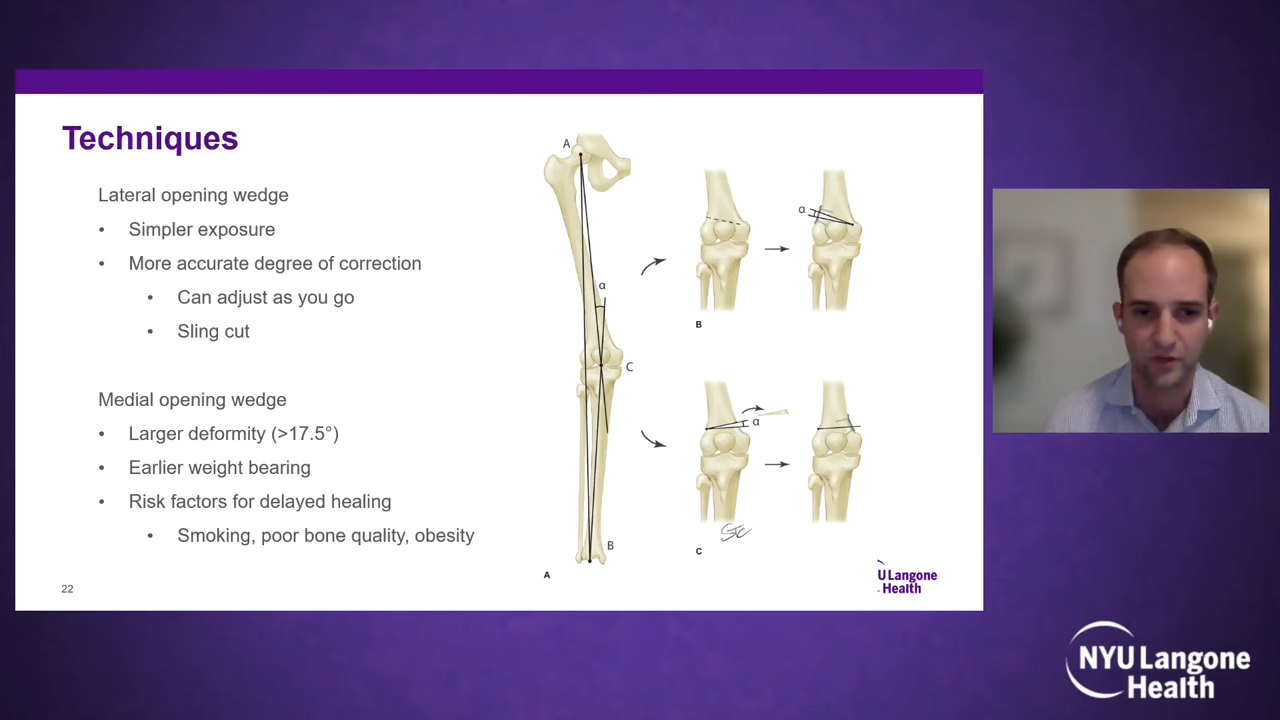 Techniques
Lateral opening wedge
• Simpler exposure
• More accurate degree of correction
• Can adjust as you go
• Sling cut
Medial opening wedge
• Larger deformity (>17.5°)
• Earlier weight bearing
• Risk factors for delayed healing
• Smoking, poor bone quality, obesity
22
A
α
C
B
A
α
B
α
C
U Langone
Health
NYU Langone
Health